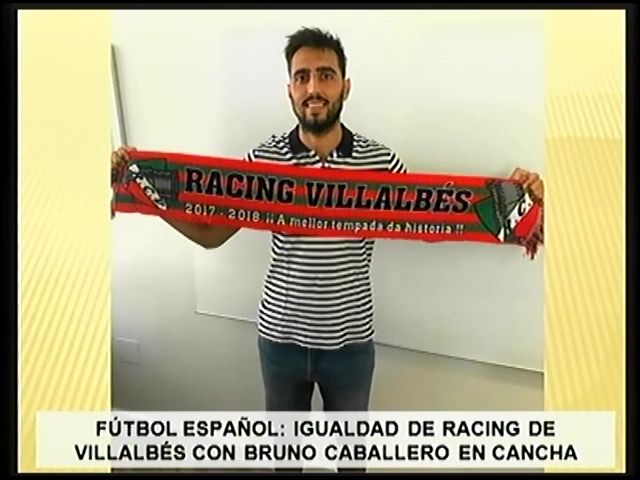 RACING VILLALBÉS
2017 - 2018 ¡¡ A mellor tempada da historia !!
FÚTBOL ESPAÑOL: IGUALDAD DE RACING DE
VILLALBÉS CON BRUNO CABALLERO EN CANCHA